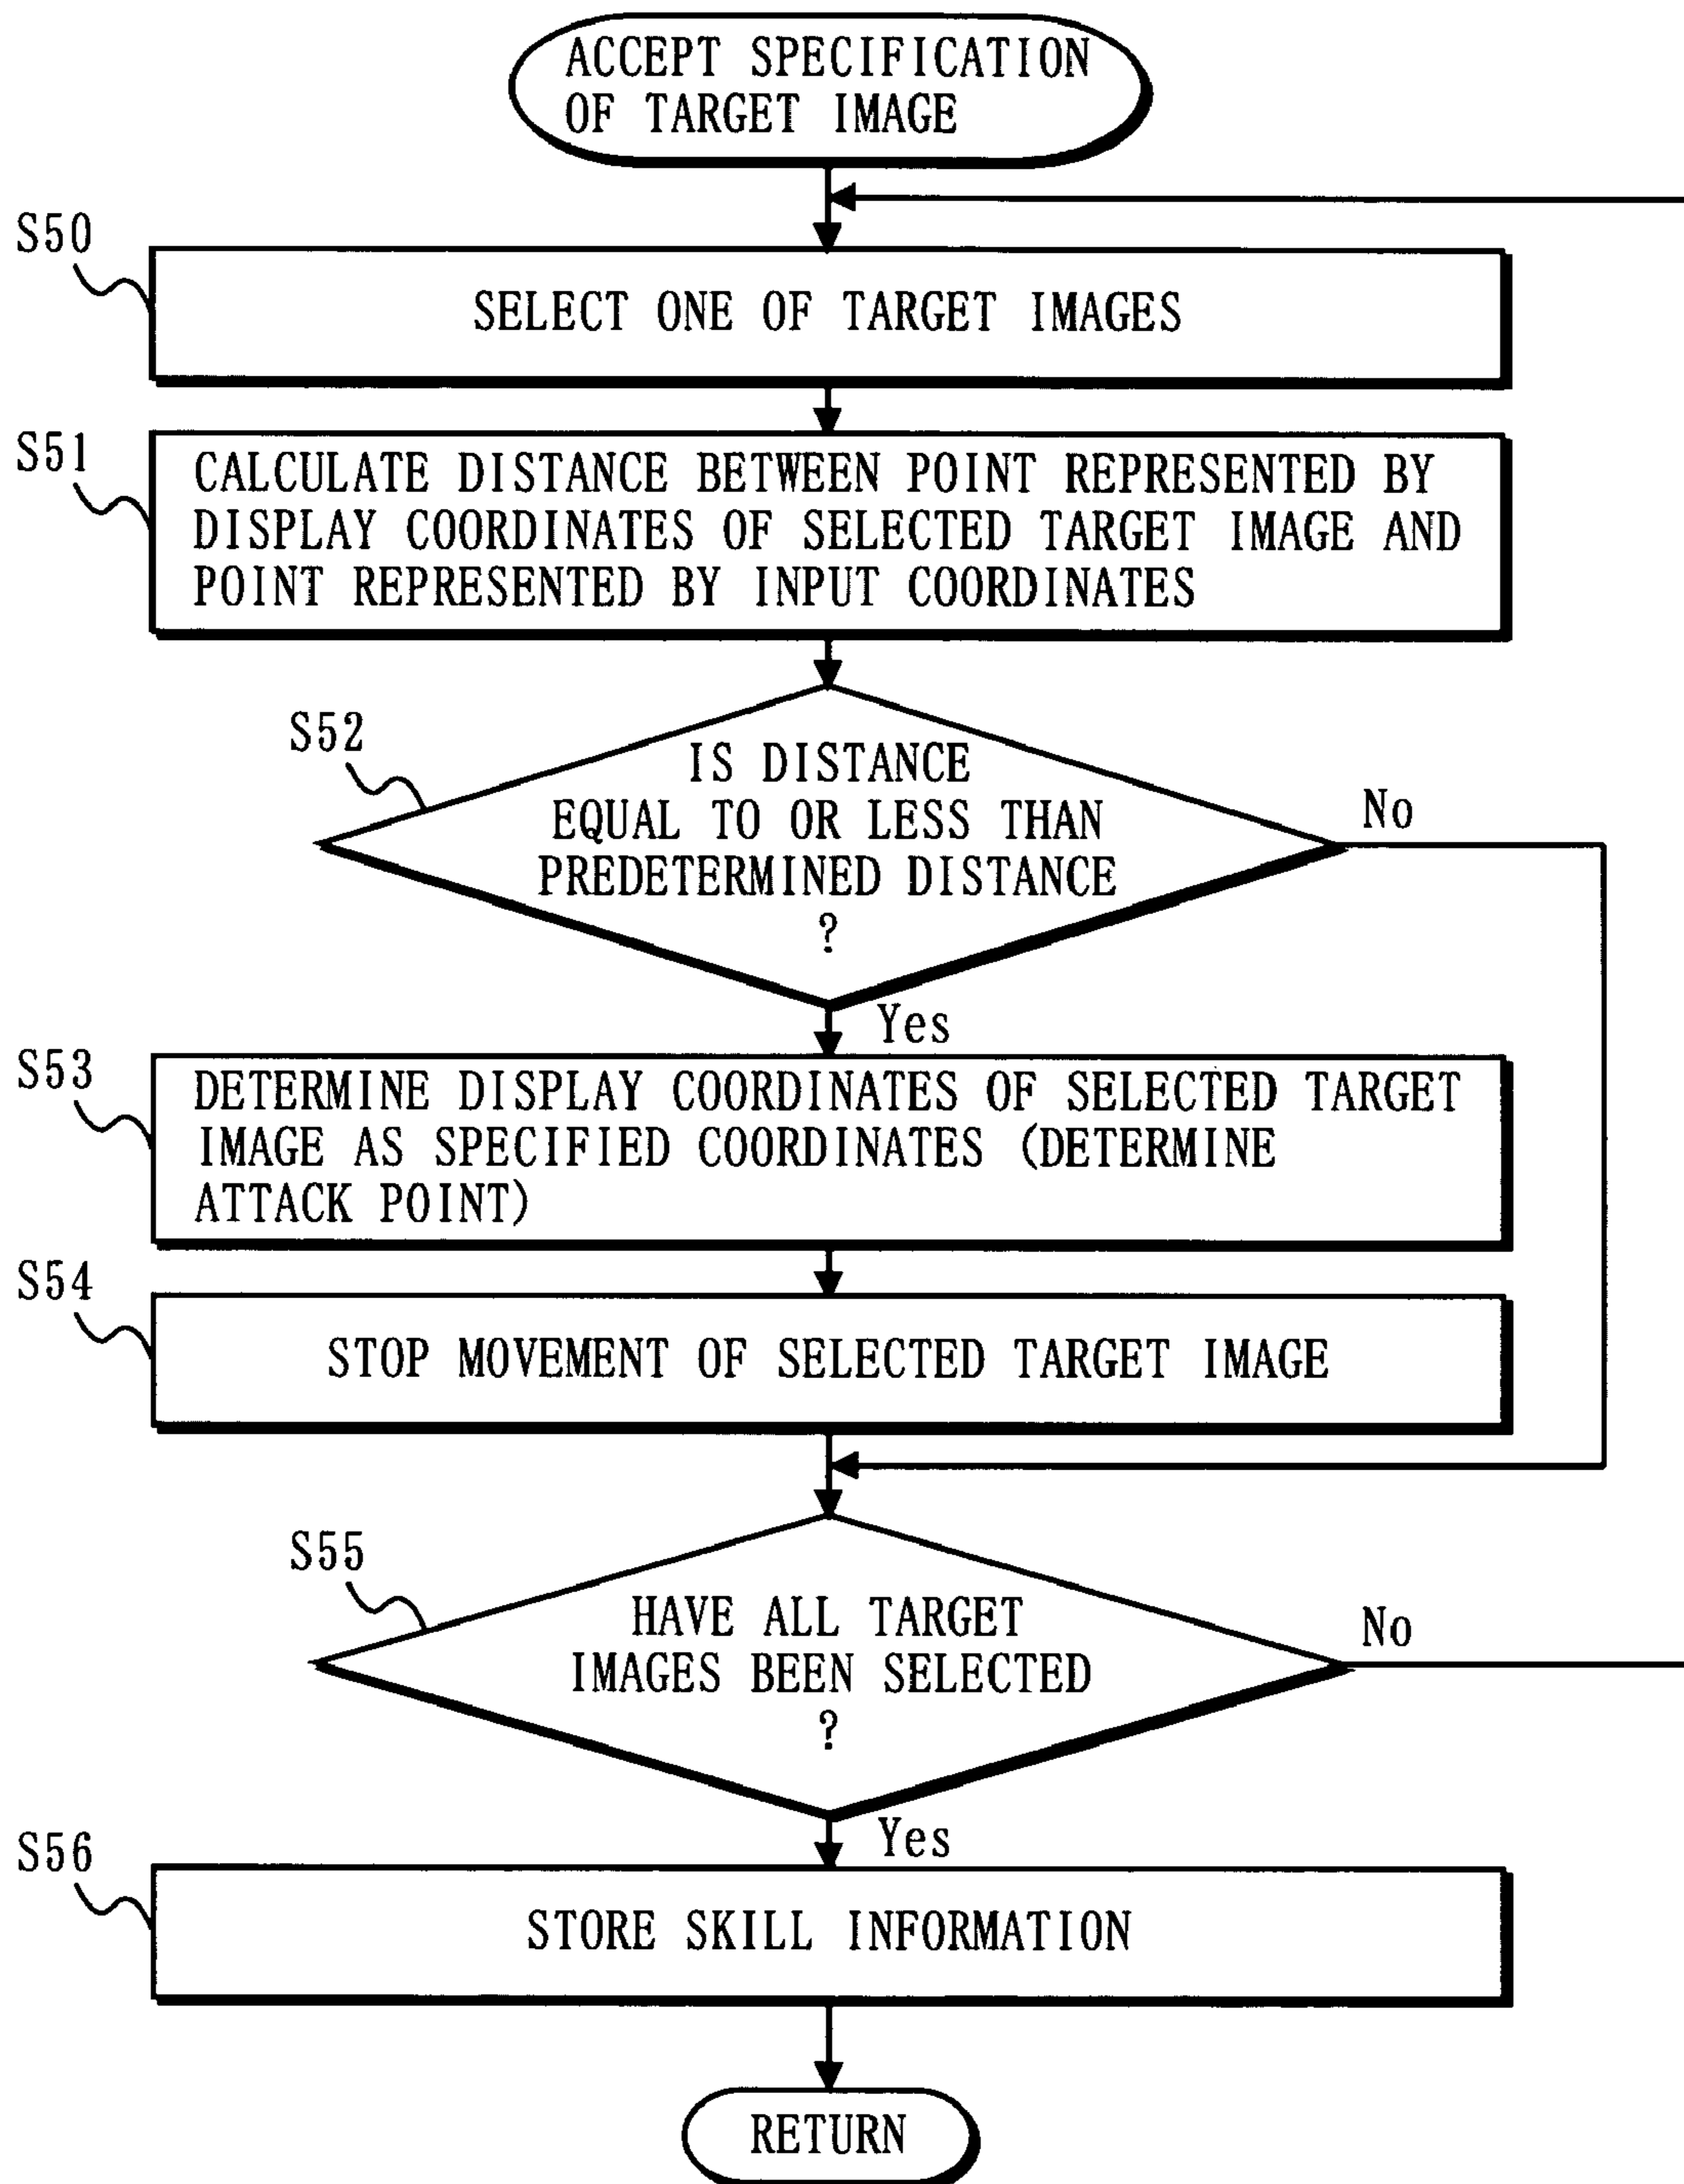 ACCEPT SPECIFICATION
OF TARGET IMAGE
S50
SELECT ONE OF TARGET IMAGES
S51
CALCULATE DISTANCE BETWEEN POINT REPRESENTED BY
DISPLAY COORDINATES OF SELECTED TARGET IMAGE AND
POINT REPRESENTED BY INPUT COORDINATES
S52
IS DISTANCE
EQUAL TO OR LESS THAN
PREDETERMINED DISTANCE
?
No
Yes
S53
DETERMINE DISPLAY COORDINATES OF SELECTED TARGET
IMAGE AS SPECIFIED COORDINATES (DETERMINE
ATTACK POINT)
S54
STOP MOVEMENT OF SELECTED TARGET IMAGE
S55
HAVE ALL TARGET
IMAGES BEEN SELECTED
?
No
Yes
S56
STORE SKILL INFORMATION
RETURN